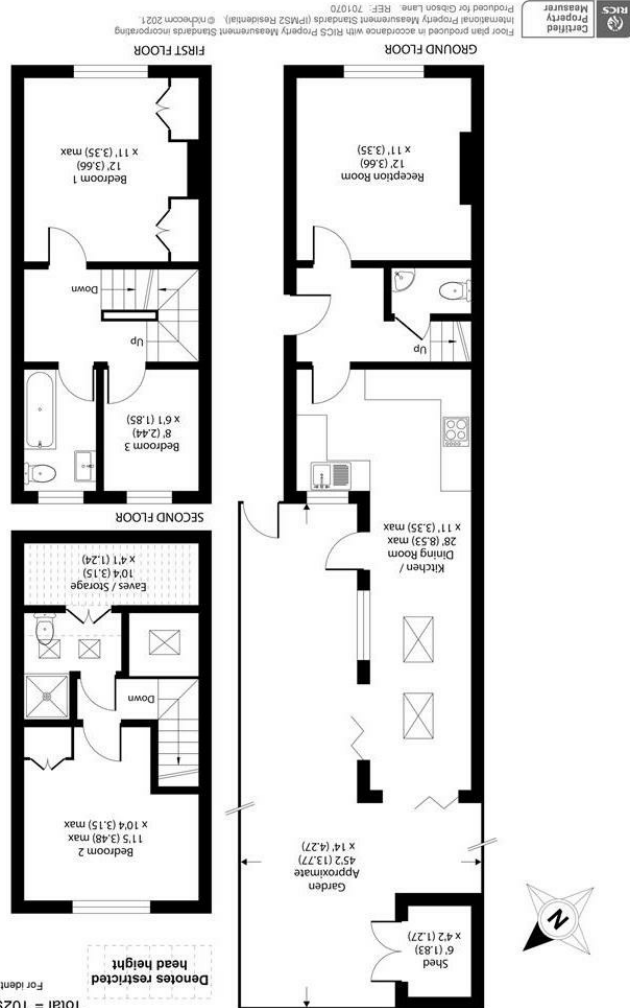 For ident
Denotes restricted
head height
Shed
6' (1.83)
x 4'2 (1.27)
Garden
Approximate
45'2 (13.77)
x 14' (4.27)
Bedroom 2
11'5 (3.48) max
x 10'4 (3.15) max
Down
Eaves / Storage
10'4 (3.15)
x 4'1 (1.24)
SECOND FLOOR
Kitchen /
Dining Room
28' (8.53) max
x 11' (3.35) max
Bedroom 3
8' (2.44)
x 6'1 (1.85)
Up
Up
Down
Reception Room
12' (3.66)
x 11' (3.35)
Bedroom 1
12' (3.66)
x 11' (3.35) max
GROUND FLOOR
FIRST FLOOR
N
RICS
Certified
Property
Measurer
Floor plan produced in accordance with RICS Property Measurement Standards incorporating
International Property Measurement Standards (IPMS2 Residential). © nichecom 2021.
Produced for Gibson Lane. REF: 701070